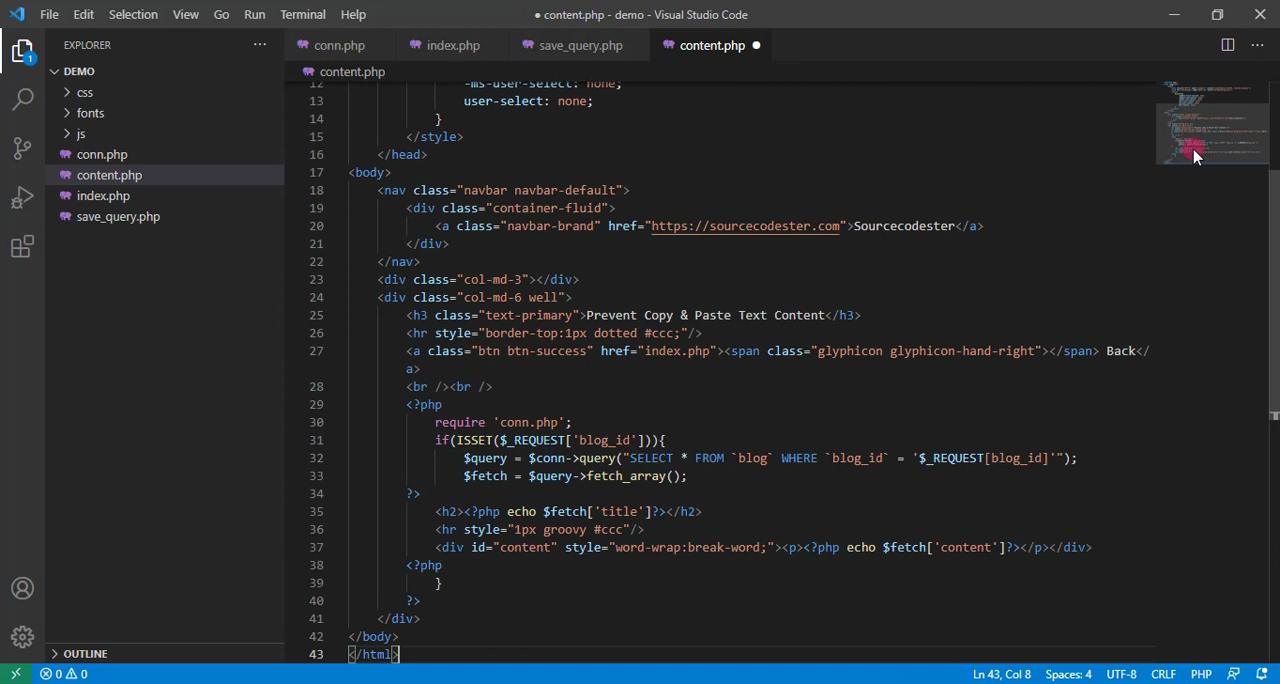 File Edit Selection View Go Run Terminal Help ● content.php - demo - Visual Studio Code
EXPLORER ··· conn.php index.php save_query.php content.php ●
DEMO
content.php
css
fonts
js
conn.php
content.php
index.php
save_query.php
1
12 -ms-user-select: none;
13 user-select: none;
14 }
15 </style>
16 </head>
17 <body>
18 <nav class="navbar navbar-default">
19 <div class="container-fluid">
20 <a class="navbar-brand" href="https://sourcecodester.com">Sourcecodester</a>
21 </div>
22 </nav>
23 <div class="col-md-3"></div>
24 <div class="col-md-6 well">
25 <h3 class="text-primary">Prevent Copy & Paste Text Content</h3>
26 <hr style="border-top:1px dotted #ccc;"/>
27 <a class="btn btn-success" href="index.php"><span class="glyphicon glyphicon-hand-right"></span> Back</
a>
28 <br /><br />
29 <?php
30 require 'conn.php';
31 if(ISSET($_REQUEST['blog_id'])){
32 $query = $conn->query("SELECT * FROM `blog` WHERE `blog_id` = '$_REQUEST[blog_id]'");
33 $fetch = $query->fetch_array();
34 ?>
35 <h2><?php echo $fetch['title']?></h2>
36 <hr style="1px groovy #ccc"/>
37 <div id="content" style="word-wrap:break-word;"><p><?php echo $fetch['content']?></p></div>
38 <?php
39 }
40 ?>
41 </div>
42 </body>
43 </html>
OUTLINE
0 0 Ln 43, Col 8 Spaces: 4 UTF-8 CRLF PHP